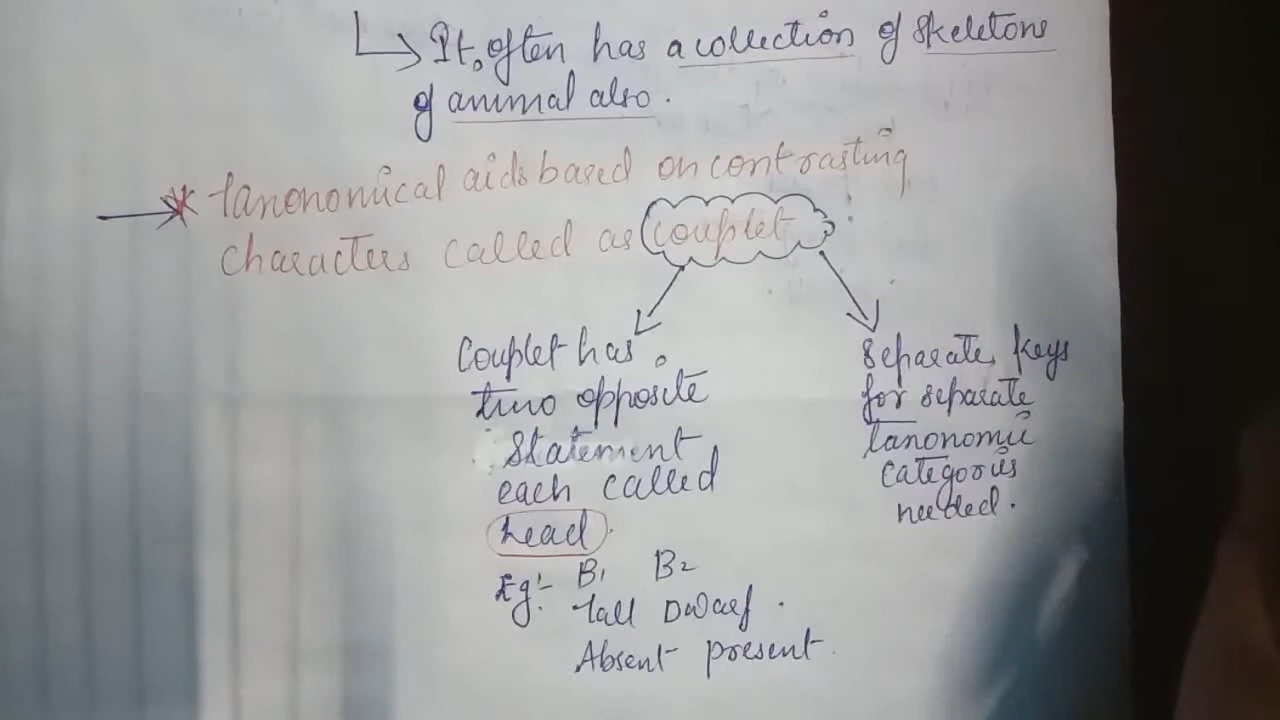 It often has a collection of skeletons
of animal also.
tanonomical aids based on contrasting
characters called as couplet
Couplet has
two opposite
statement
each called
lead.
Eg:- B1 B2
Tall Dwarf.
Absent present.
Separate keys
for separate
tanonomic
categories
needed.